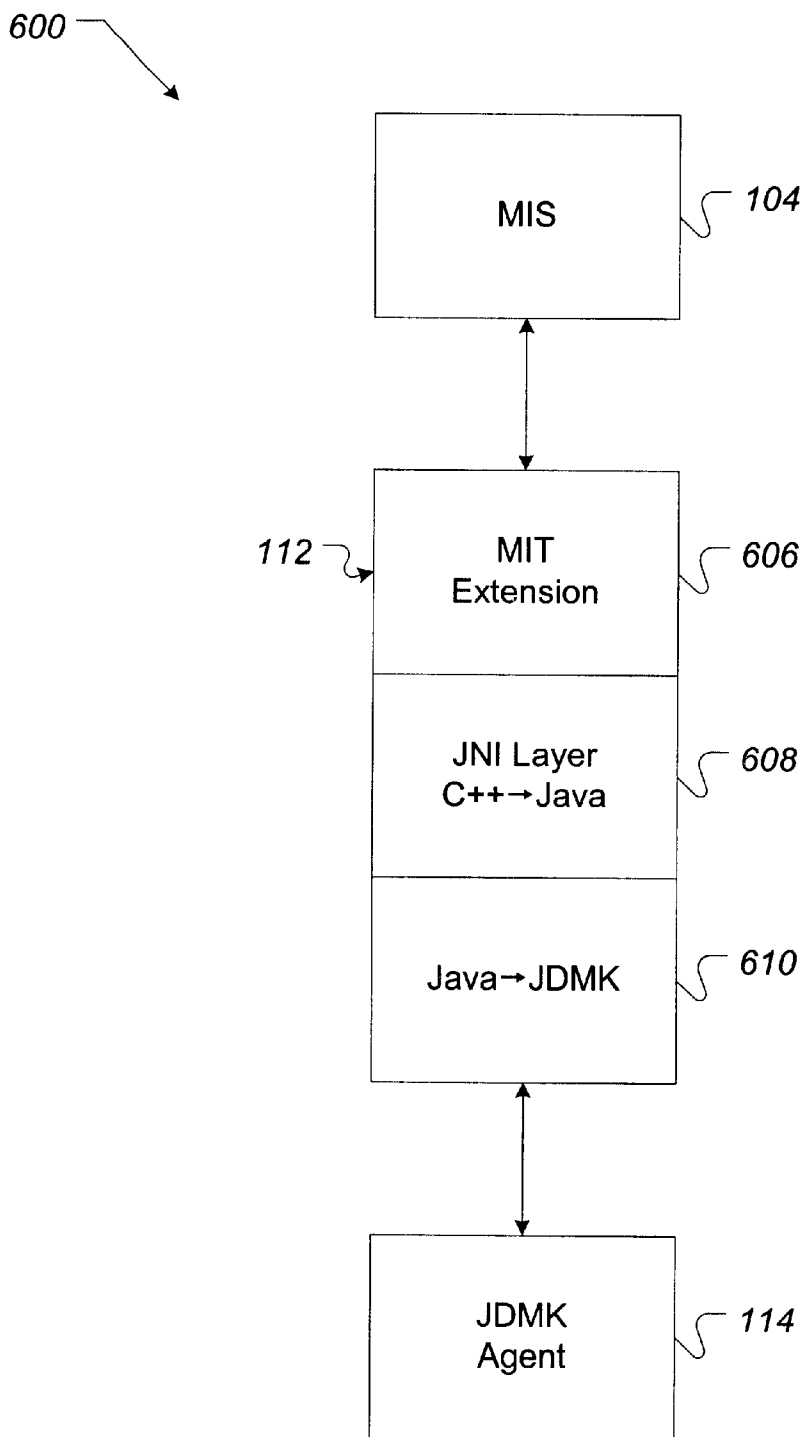 600
MIS
104
112
MIT
Extension
606
JNI Layer
C++→Java
608
Java→JDMK
610
JDMK
Agent
114